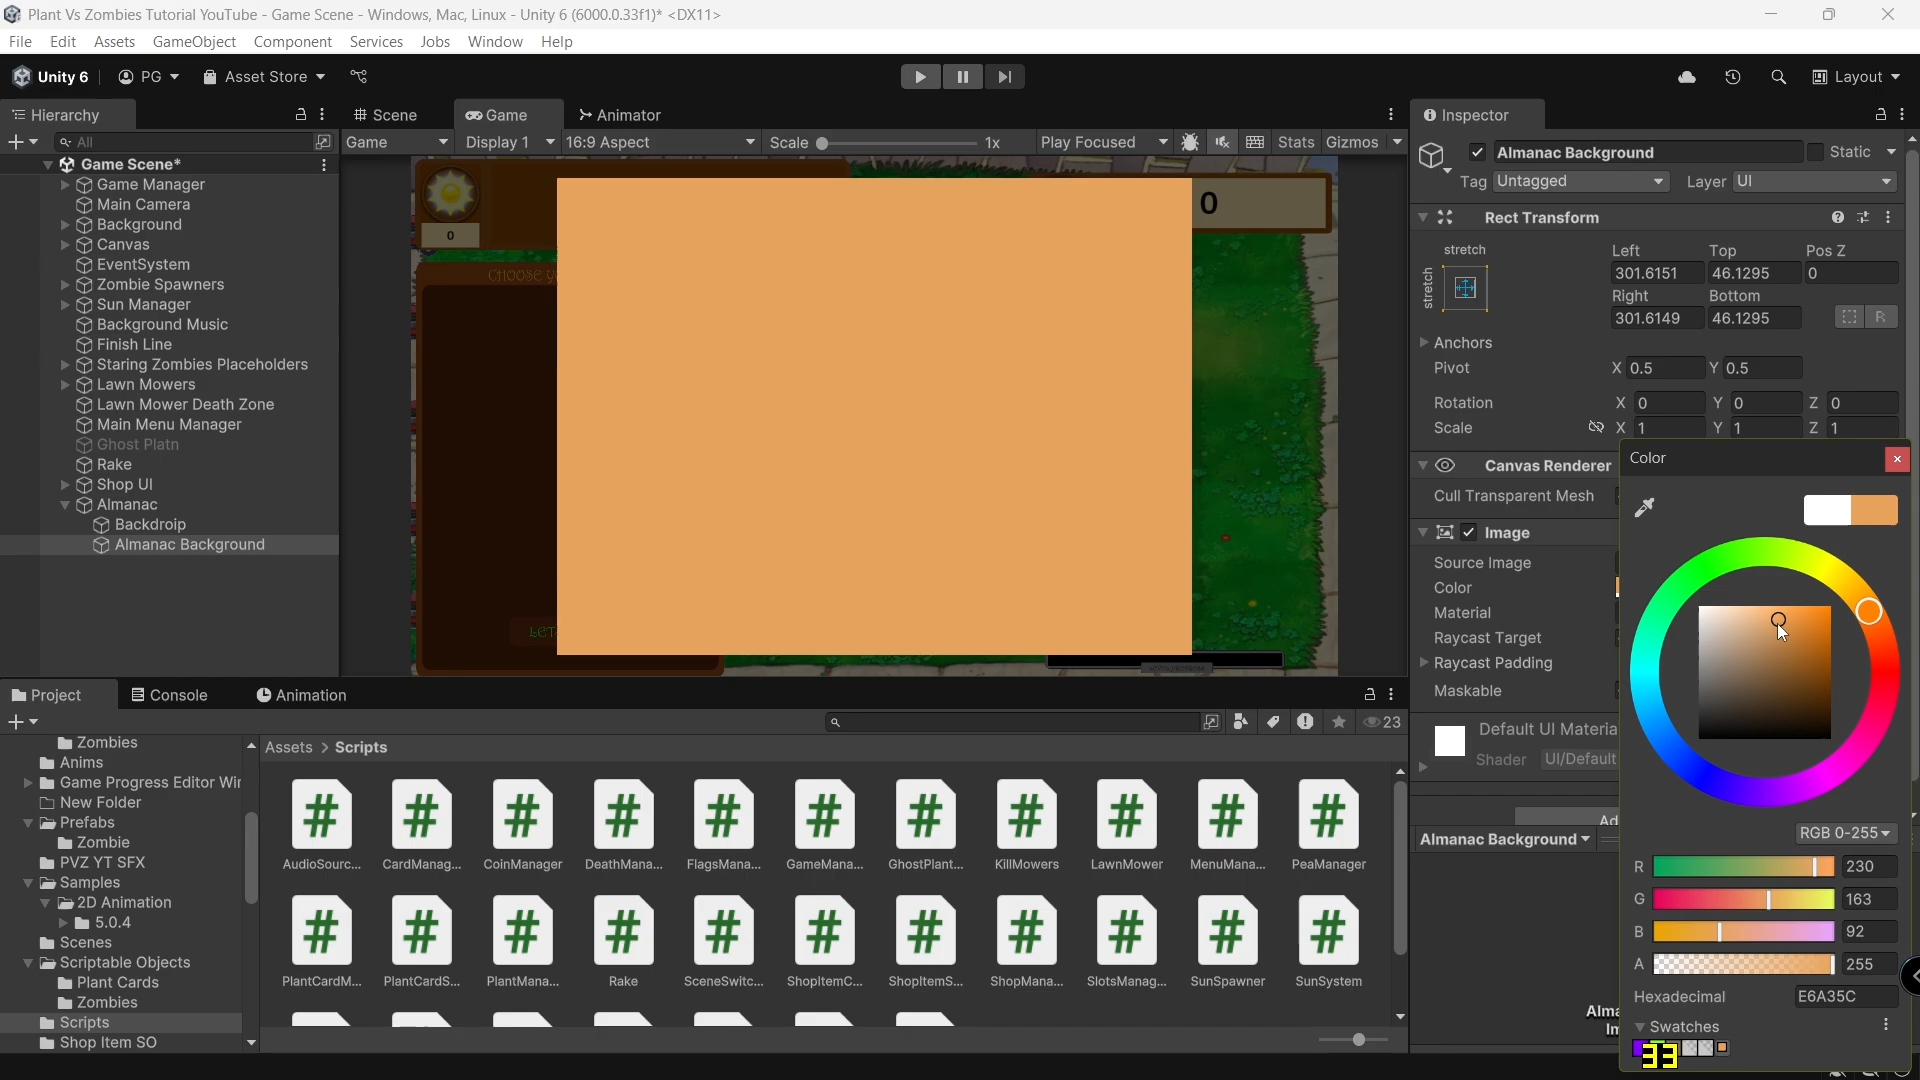 Plant Vs Zombies Tutorial YouTube - Game Scene - Windows, Mac, Linux - Unity 6 (6000.0.33f1)* <DX11>
File Edit Assets GameObject Component Services Jobs Window Help
Unity 6 PG Asset Store Layout
Hierarchy
All
Game Scene*
Game Manager
Main Camera
Background
Canvas
EventSystem
Zombie Spawners
Sun Manager
Background Music
Finish Line
Staring Zombies Placeholders
Lawn Mowers
Lawn Mower Death Zone
Main Menu Manager
Ghost Platn
Rake
Shop UI
Almanac
Backdroip
Almanac Background
Scene Game Animator
Game Display 1 16:9 Aspect Scale 1x Play Focused Stats Gizmos
0
0
Choose y
LET
Inspector
Almanac Background Static
Tag Untagged Layer UI
Rect Transform
stretch
stretch
Left Top Pos Z
301.6151 46.1295 0
Right Bottom
301.6149 46.1295 R
Anchors
Pivot X 0.5 Y 0.5
Rotation X 0 Y 0 Z 0
Scale X 1 Y 1 Z 1
Canvas Renderer
Cull Transparent Mesh
Image
Source Image
Color
Material
Raycast Target
Raycast Padding
Maskable
Default UI Materia
Shader UI/Default
Ad
Almanac Background
Alma
Im
Color
RGB 0-255
R 230
G 163
B 92
A 255
Hexadecimal E6A35C
Swatches
33
Project Console Animation
23
Zombies
Anims
Game Progress Editor Wir
New Folder
Prefabs
Zombie
PVZ YT SFX
Samples
2D Animation
5.0.4
Scenes
Scriptable Objects
Plant Cards
Zombies
Scripts
Shop Item SO
Assets > Scripts
AudioSourc... CardManag... CoinManager DeathMana... FlagsMana... GameMana... GhostPlant... KillMowers LawnMower MenuMana... PeaManager
PlantCardM... PlantCardS... PlantMana... Rake SceneSwitc... ShopItemC... ShopItemS... ShopMana... SlotsManag... SunSpawner SunSystem